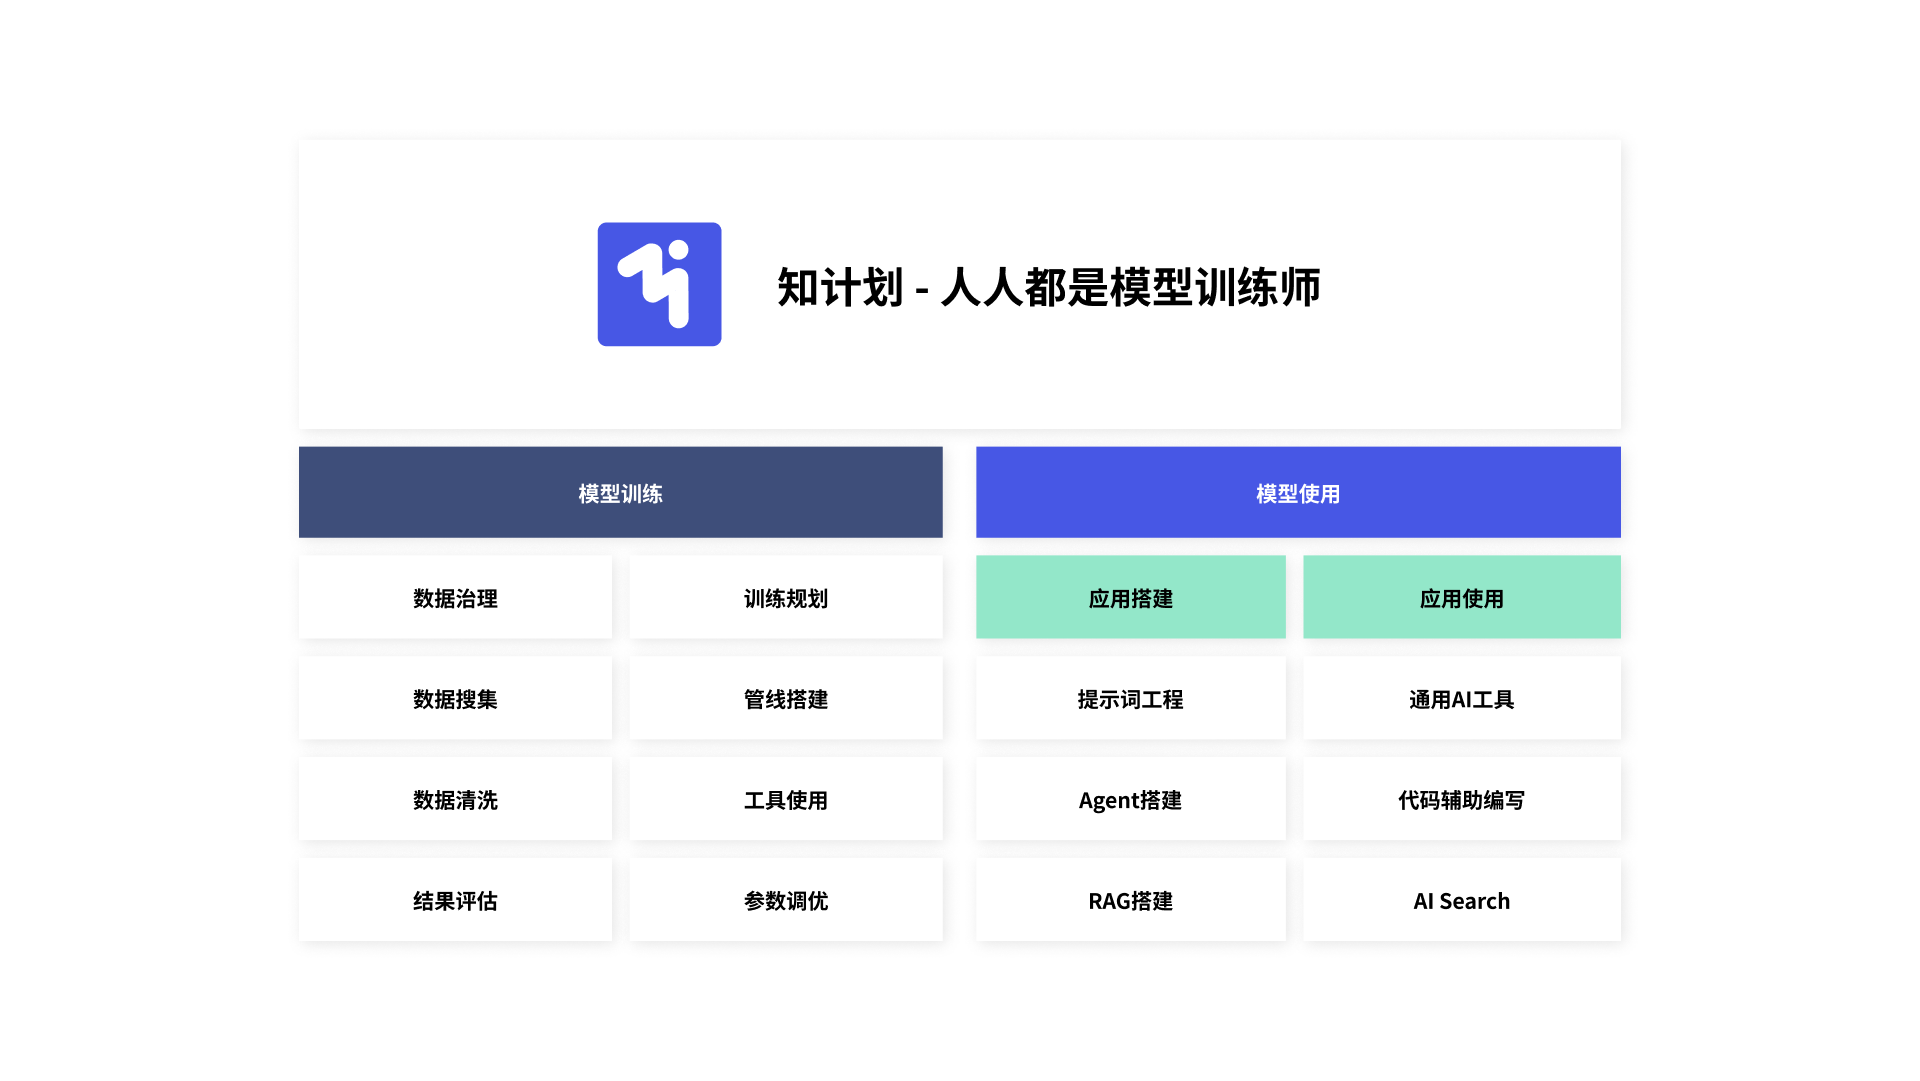 知计划 - 人人都是模型训练师
模型训练
模型使用
数据治理
训练规划
应用搭建
应用使用
数据搜集
管线搭建
提示词工程
通用AI工具
数据清洗
工具使用
Agent搭建
代码辅助编写
结果评估
参数调优
RAG搭建
AI Search